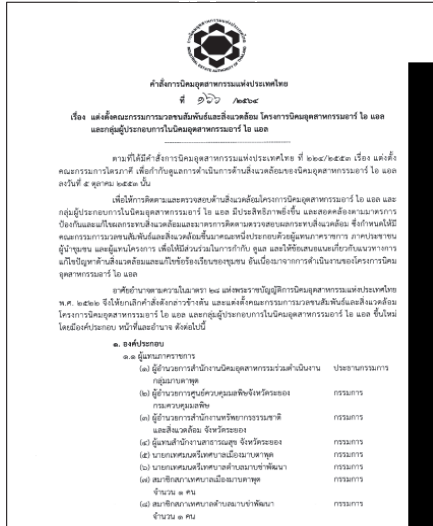 คำสั่งการนิคมอุตสาหกรรมแห่งประเทศไทย
ที่ ๑๖๖ /๒๕๖๔
เรื่อง แต่งตั้งคณะกรรมการมวลชนสัมพันธ์และสิ่งแวดล้อม โครงการนิคมอุตสาหกรรมอาร์ ไอ แอล
และกลุ่มผู้ประกอบการในนิคมอุตสาหกรรมอาร์ ไอ แอล
ตามที่ได้มีคำสั่งการนิคมอุตสาหกรรมแห่งประเทศไทย ที่ ๒๒๔/๒๕๕๓ เรื่อง แต่งตั้ง
คณะกรรมการไตรภาคี เพื่อกำกับดูแลการดำเนินการด้านสิ่งแวดล้อมของนิคมอุตสาหกรรมอาร์ ไอ แอล
ลงวันที่ ๕ ตุลาคม ๒๕๕๓ นั้น
เพื่อให้การติดตามและตรวจสอบด้านสิ่งแวดล้อมโครงการนิคมอุตสาหกรรมอาร์ ไอ แอล และ
กลุ่มผู้ประกอบการในนิคมอุตสาหกรรมอาร์ ไอ แอล มีประสิทธิภาพยิ่งขึ้น และสอดคล้องตามมาตรการ
ป้องกันและแก้ไขผลกระทบสิ่งแวดล้อมและมาตรการติดตามตรวจสอบผลกระทบสิ่งแวดล้อม ซึ่งกำหนดให้มี
คณะกรรมการมวลชนสัมพันธ์และสิ่งแวดล้อมขึ้นมาคณะหนึ่งประกอบด้วยผู้แทนภาคราชการ ภาคประชาชน
ผู้นำชุมชน และผู้แทนโครงการ เพื่อให้มีส่วนร่วมในการกำกับ ดูแล และให้ข้อเสนอแนะเกี่ยวกับแนวทางการ
แก้ไขปัญหาด้านสิ่งแวดล้อมและแก้ไขข้อร้องเรียนของชุมชน อันเนื่องมาจากการดำเนินงานของโครงการนิคม
อุตสาหกรรมอาร์ ไอ แอล
อาศัยอำนาจตามความในมาตรา ๒๘ แห่งพระราชบัญญัติการนิคมอุตสาหกรรมแห่งประเทศไทย
พ.ศ. ๒๕๒๒ จึงให้ยกเลิกคำสั่งดังกล่าวข้างต้น และแต่งตั้งคณะกรรมการมวลชนสัมพันธ์และสิ่งแวดล้อม
โครงการนิคมอุตสาหกรรมอาร์ ไอ แอล และกลุ่มผู้ประกอบการในนิคมอุตสาหกรรมอาร์ ไอ แอล ขึ้นใหม่
โดยมีองค์ประกอบ หน้าที่และอำนาจ ดังต่อไปนี้
๑. องค์ประกอบ
๑.๑ ผู้แทนภาคราชการ
(๑) ผู้อำนวยการสำนักงานนิคมอุตสาหกรรมร่วมดำเนินงาน ประธานกรรมการ
กลุ่มมาบตาพุด
(๒) ผู้อำนวยการศูนย์ควบคุมมลพิษจังหวัดระยอง กรรมการ
กรมควบคุมมลพิษ
(๓) ผู้อำนวยการสำนักงานทรัพยากรธรรมชาติ กรรมการ
และสิ่งแวดล้อม จังหวัดระยอง
(๔) ผู้แทนสำนักงานสาธารณสุข จังหวัดระยอง กรรมการ
(๕) นายกเทศมนตรีเทศบาลเมืองมาบตาพุด กรรมการ
(๖) นายกเทศมนตรีเทศบาลตำบลมาบข่าพัฒนา กรรมการ
(๗) สมาชิกสภาเทศบาลเมืองมาบตาพุด กรรมการ
จำนวน ๑ คน
(๘) สมาชิกสภาเทศบาลตำบลมาบข่าพัฒนา กรรมการ
จำนวน ๑ คน